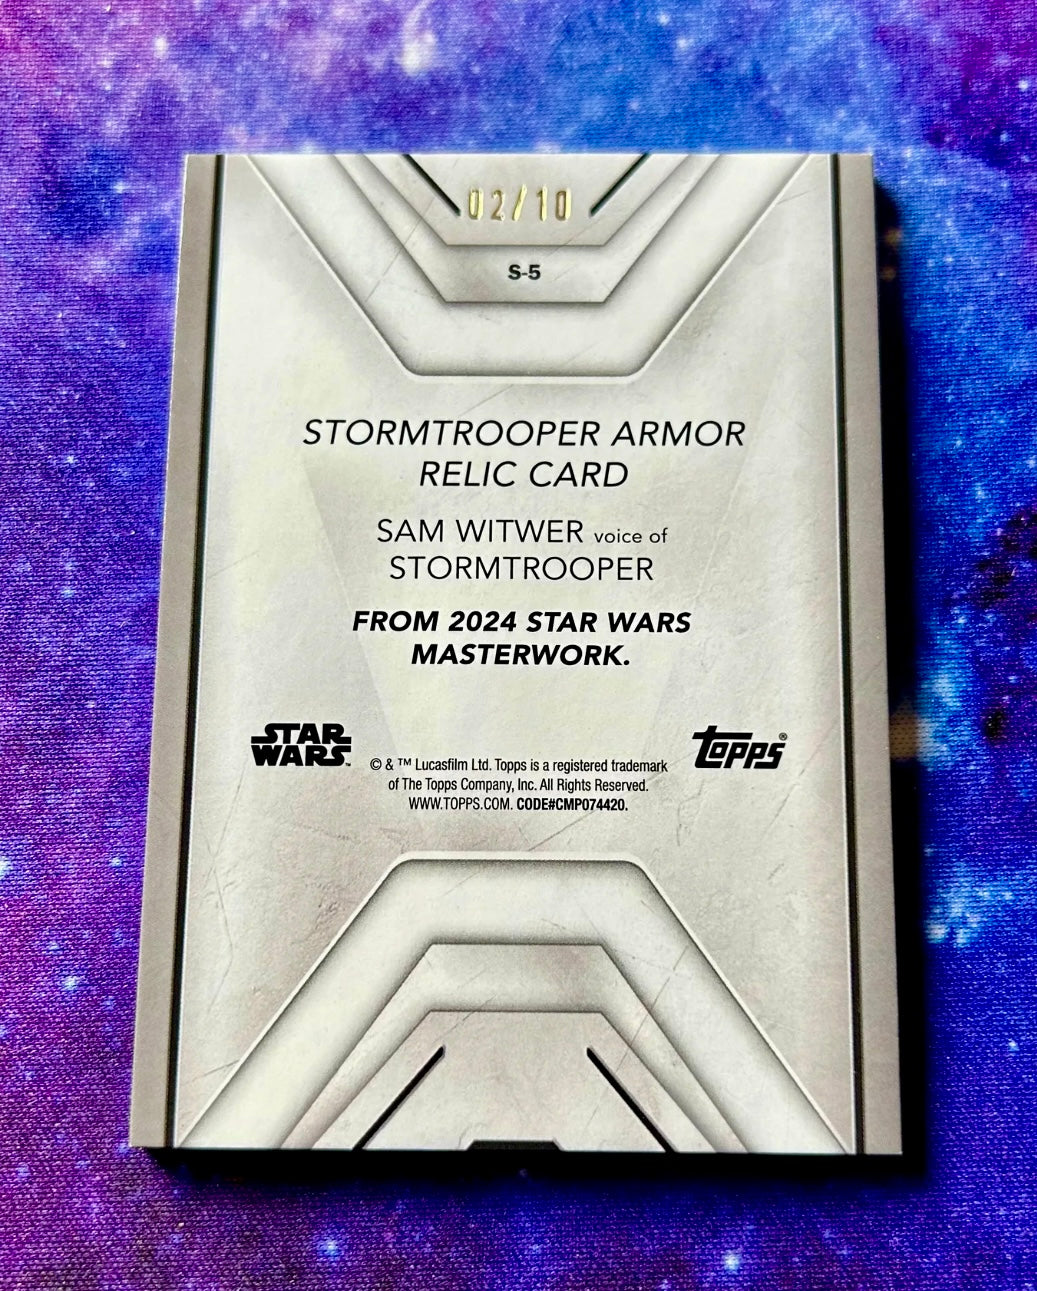 02/10
S-5
STORMTROOPER ARMOR
RELIC CARD
SAM WITWER voice of
STORMTROOPER
FROM 2024 STAR WARS
MASTERWORK.
STAR
WARS™
© & ™ Lucasfilm Ltd. Topps is a registered trademark
of The Topps Company, Inc. All Rights Reserved.
WWW.TOPPS.COM. CODE#CMP074420.
topps®